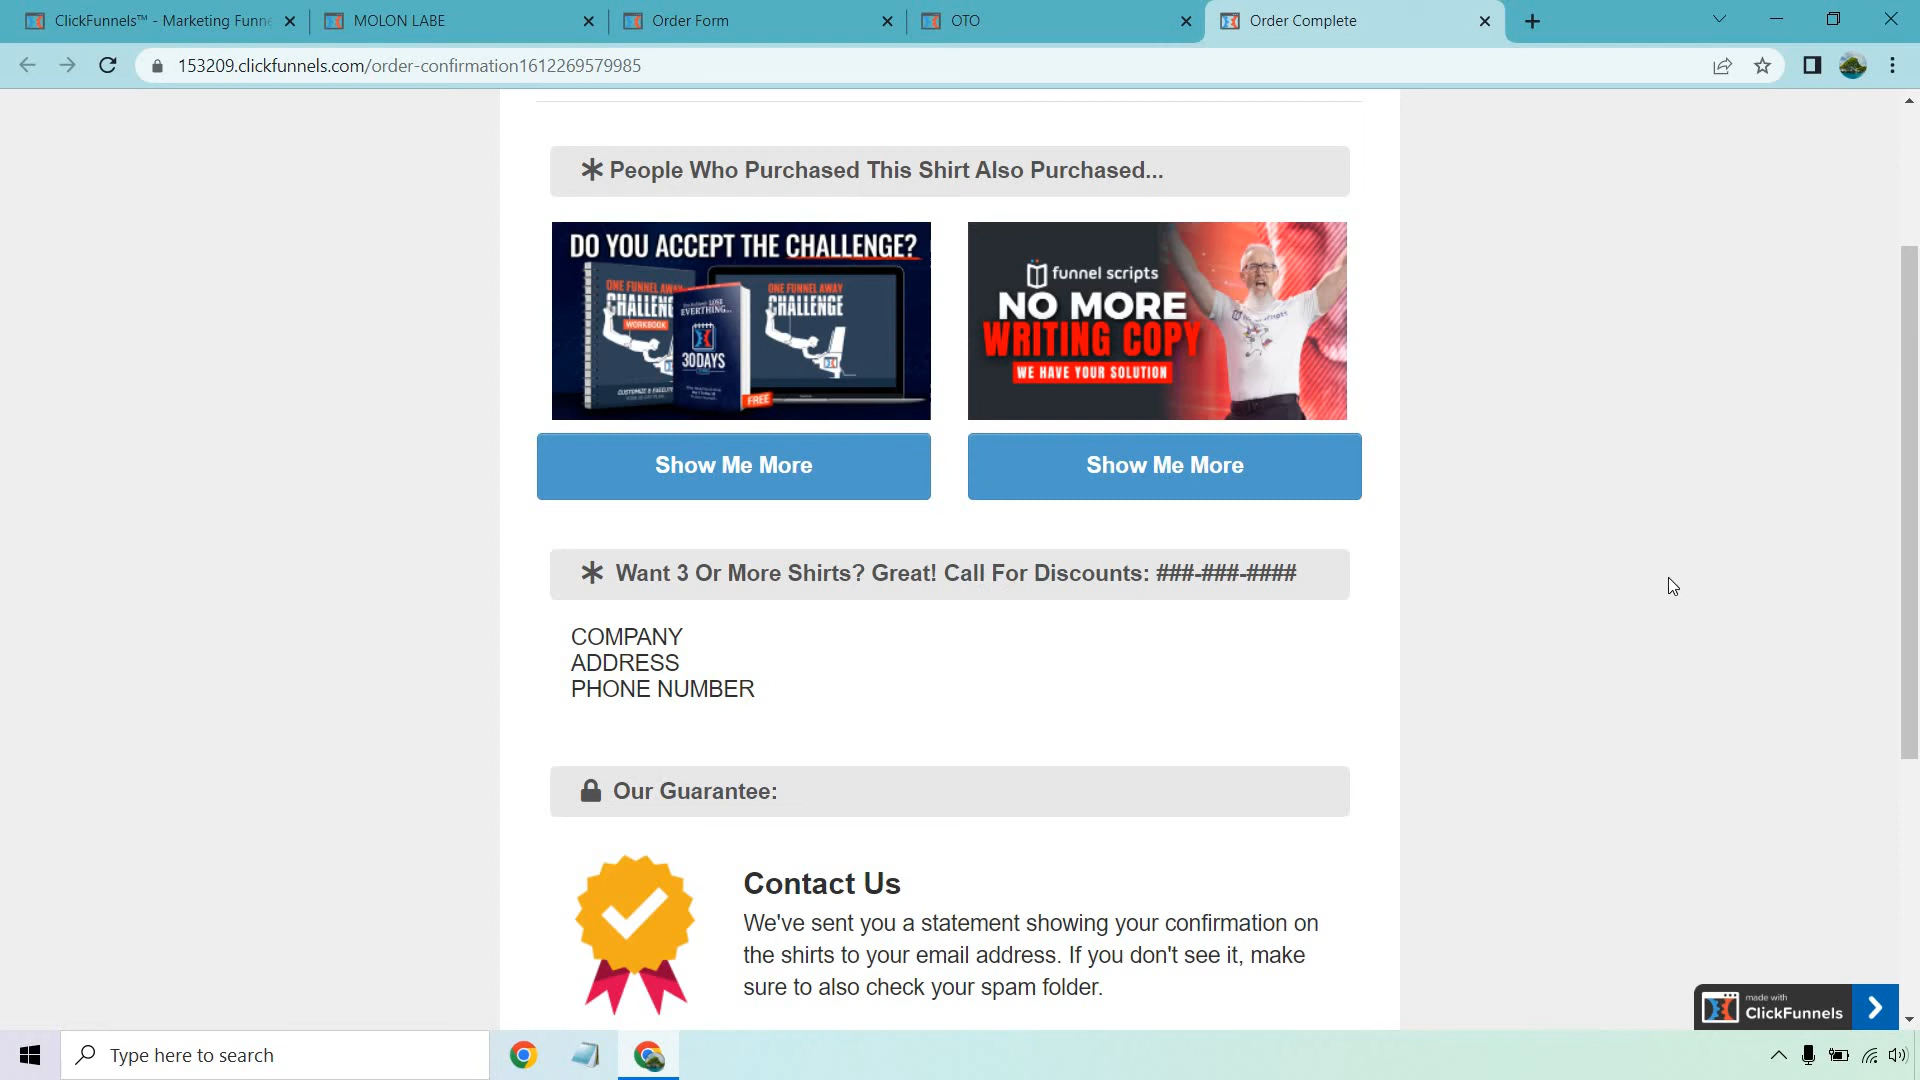 ClickFunnels™ - Marketing Funne
MOLON LABE
Order Form
OTO
Order Complete
153209.clickfunnels.com/order-confirmation1612269579985
People Who Purchased This Shirt Also Purchased...
DO YOU ACCEPT THE CHALLENGE?
ONE FUNNEL AWAY
CHALLENG
WORKBOOK
EVERYTHING...
30DAYS
FREE
ONE FUNNEL AWAY
CHALLENGE
funnel scripts
NO MORE
WRITING COPY
WE HAVE YOUR SOLUTION
Show Me More
Show Me More
Want 3 Or More Shirts? Great! Call For Discounts: ###-###-####
COMPANY
ADDRESS
PHONE NUMBER
Our Guarantee:
Contact Us
We've sent you a statement showing your confirmation on
the shirts to your email address. If you don't see it, make
sure to also check your spam folder.
made with
ClickFunnels
Type here to search